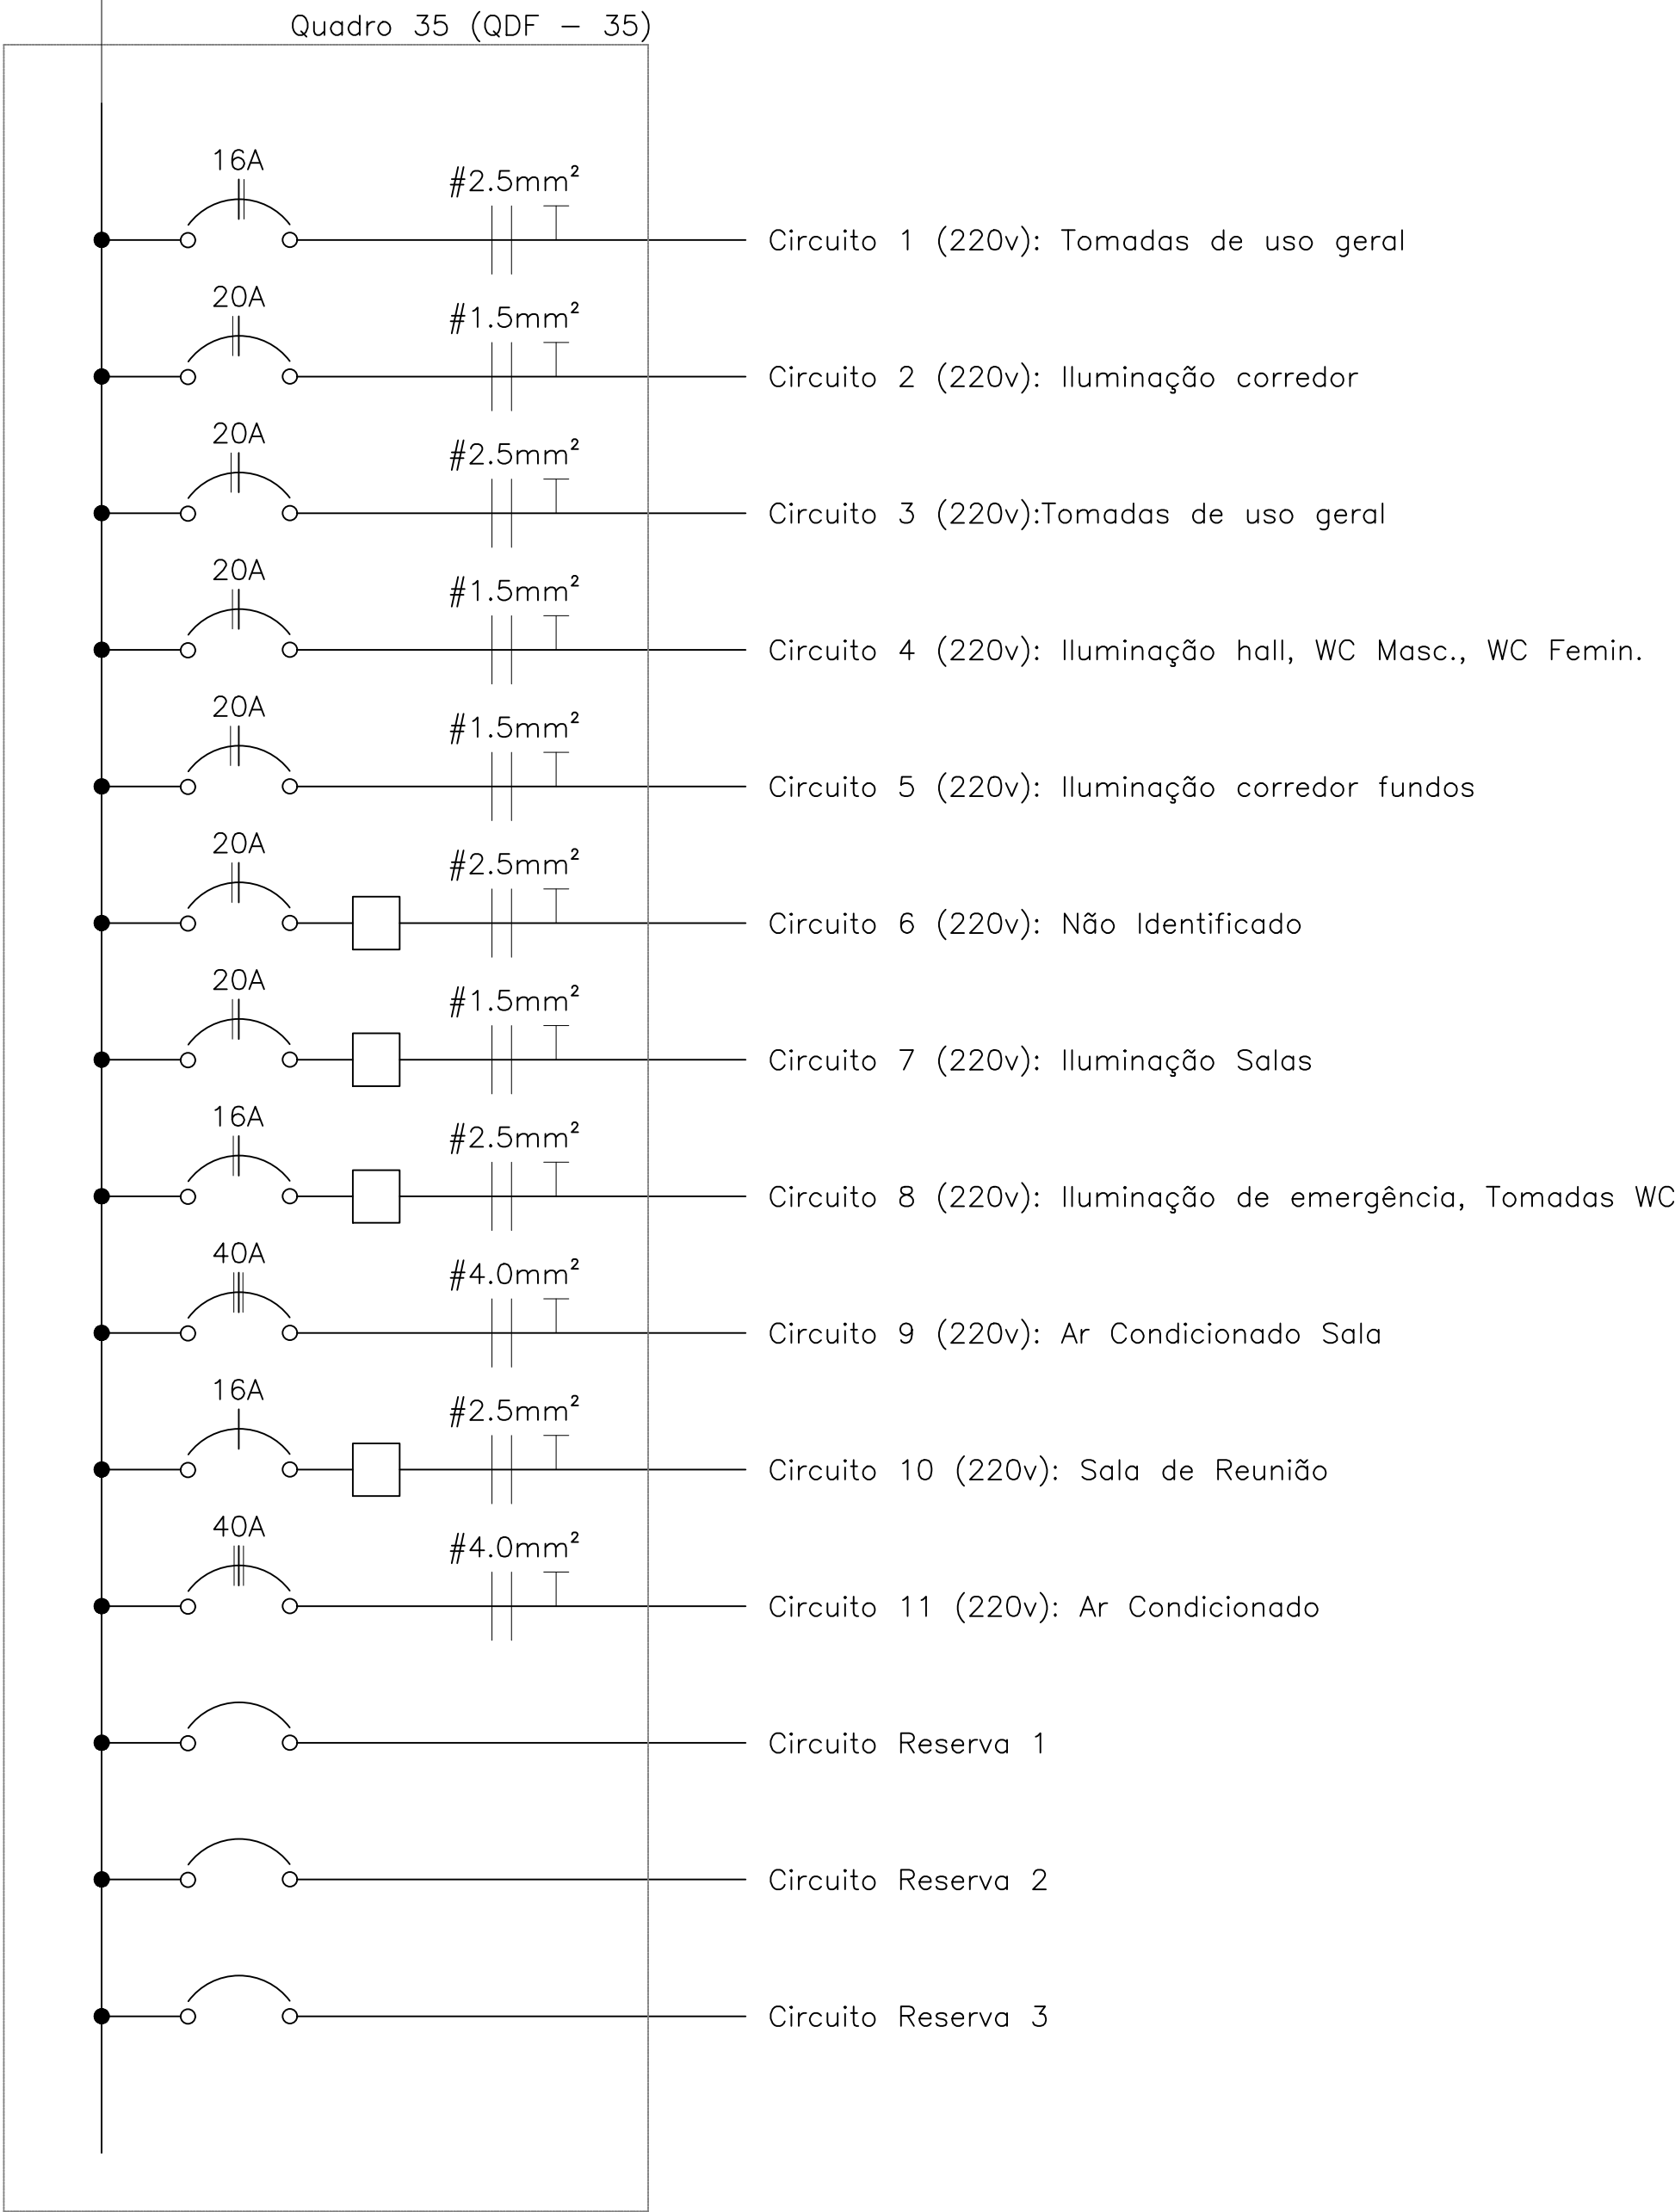 Quadro 35 (QDF - 35)
16A
#2.5mm²
Circuito 1 (220v): Tomadas de uso geral
20A
#1.5mm²
Circuito 2 (220v): Iluminação corredor
20A
#2.5mm²
Circuito 3 (220v):Tomadas de uso geral
20A
#1.5mm²
Circuito 4 (220v): Iluminação hall, WC Masc., WC Femin.
20A
#1.5mm²
Circuito 5 (220v): Iluminação corredor fundos
20A
#2.5mm²
Circuito 6 (220v): Não Identificado
20A
#1.5mm²
Circuito 7 (220v): Iluminação Salas
16A
#2.5mm²
Circuito 8 (220v): Iluminação de emergência, Tomadas WC
40A
#4.0mm²
Circuito 9 (220v): Ar Condicionado Sala
16A
#2.5mm²
Circuito 10 (220v): Sala de Reunião
40A
#4.0mm²
Circuito 11 (220v): Ar Condicionado
Circuito Reserva 1
Circuito Reserva 2
Circuito Reserva 3